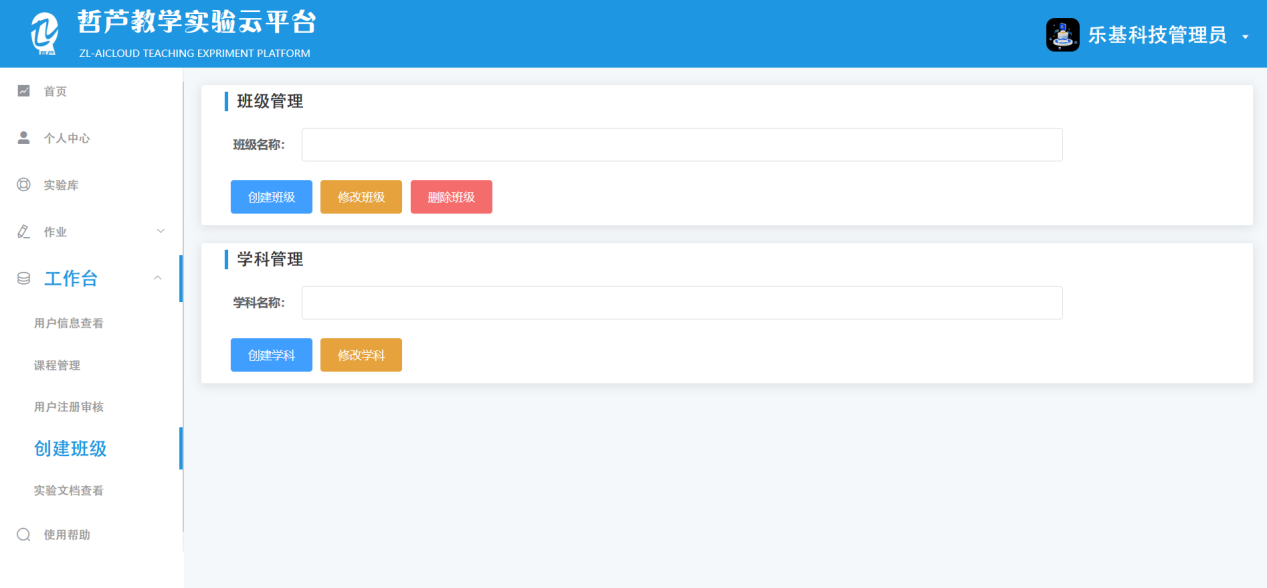 哲芦教学实验云平台
ZL-AICLOUD TEACHING EXPRIMENT PLATFORM
乐基科技管理员
首页
个人中心
实验库
作业
工作台
用户信息查看
课程管理
用户注册审核
创建班级
实验文档查看
使用帮助
班级管理
班级名称:
创建班级 修改班级 删除班级
学科管理
学科名称:
创建学科 修改学科